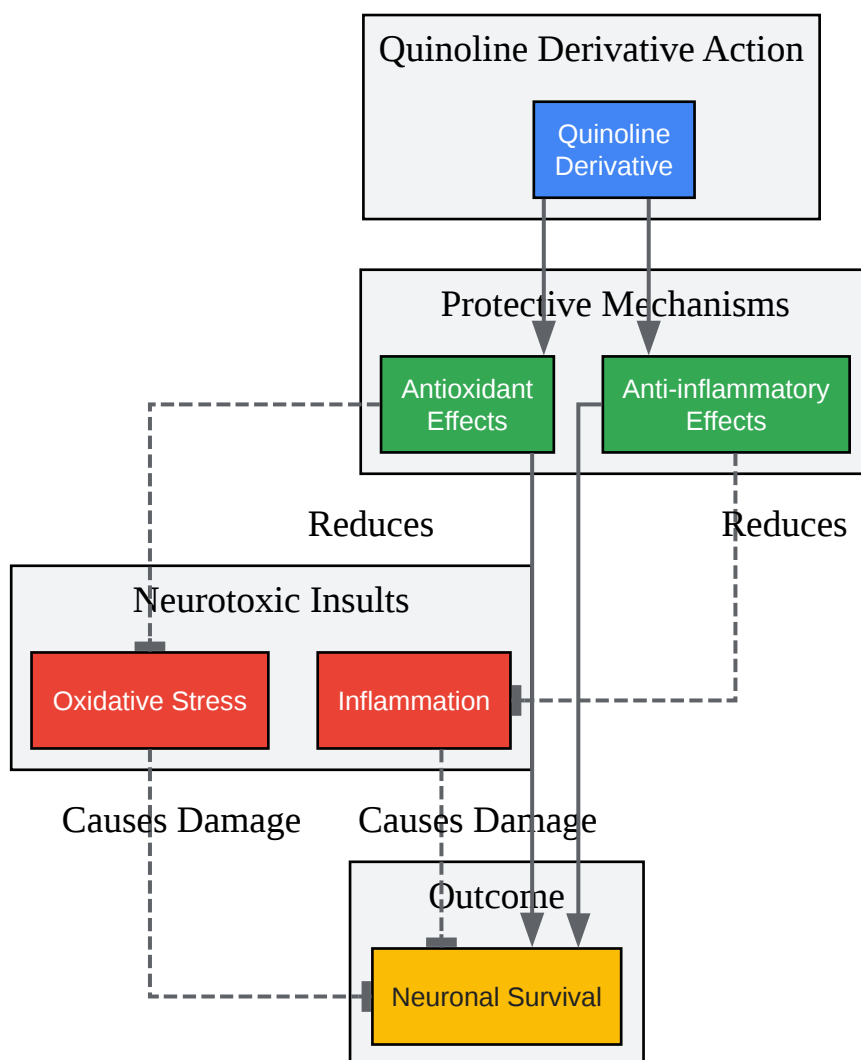 Quinoline Derivative Action
Quinoline
Derivative
Protective Mechanisms
Antioxidant
Effects
Anti-inflammatory
Effects
Reduces
Reduces
Neurotoxic Insults
Oxidative Stress
Inflammation
Causes Damage
Causes Damage
Outcome
Neuronal Survival